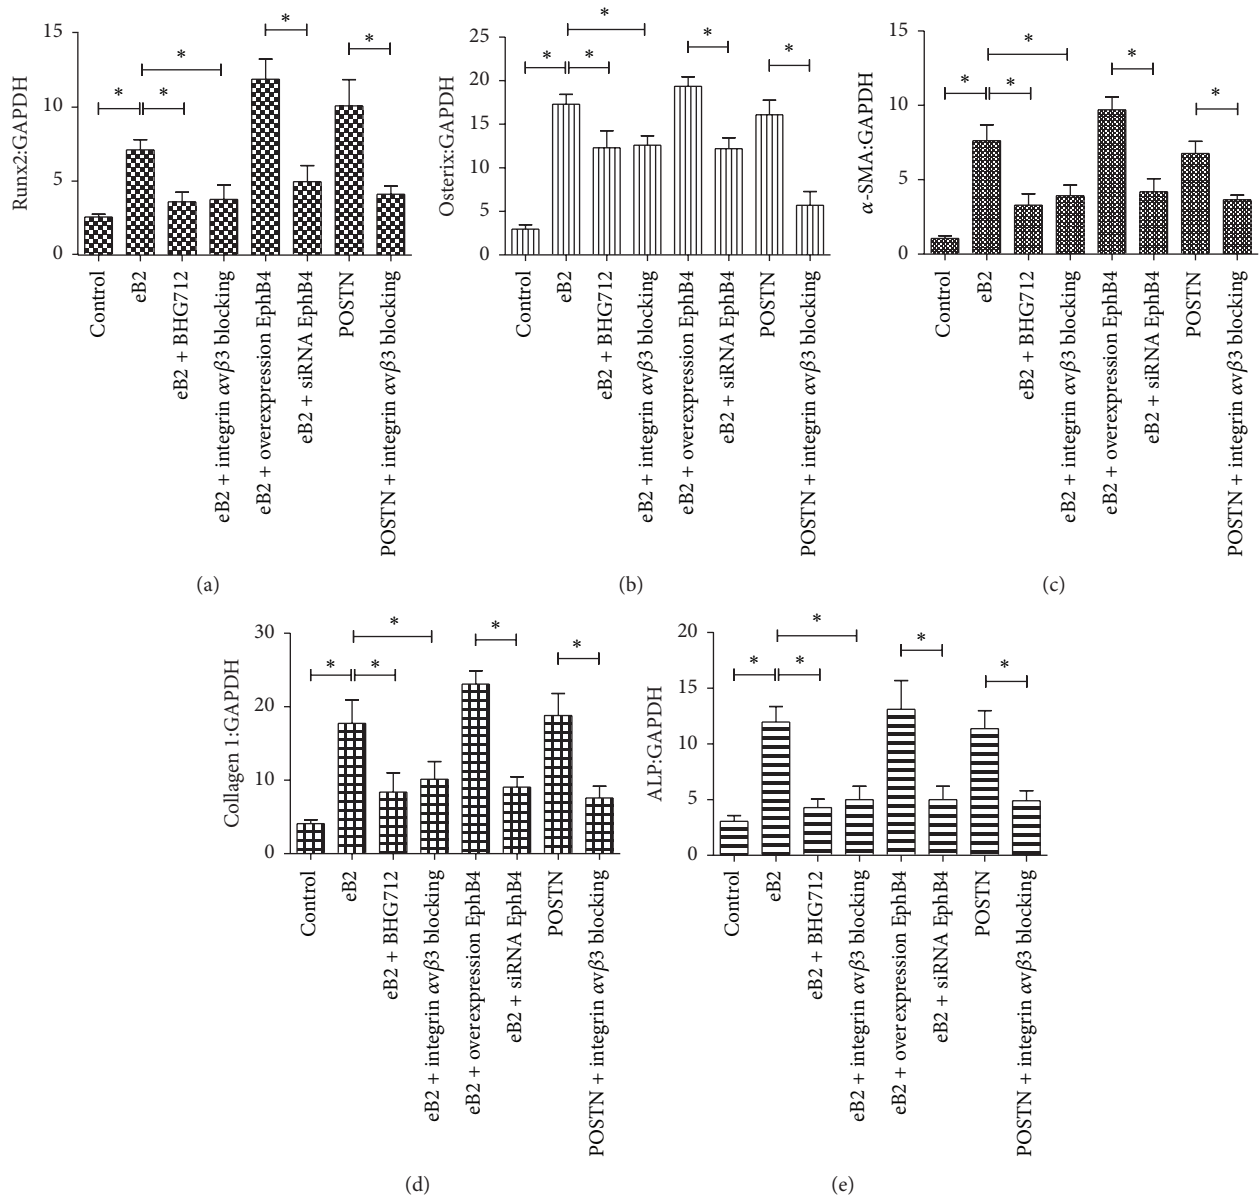 Runx2:GAPDH
15
10
5
0
* * * * *
Control
eB2
eB2 + BHG712
eB2 + integrin αvβ3 blocking
eB2 + overexpression EphB4
eB2 + siRNA EphB4
POSTN
POSTN + integrin αvβ3 blocking
(a)
Osterix:GAPDH
25
20
15
10
5
0
* * * * *
Control
eB2
eB2 + BHG712
eB2 + integrin αvβ3 blocking
eB2 + overexpression EphB4
eB2 + siRNA EphB4
POSTN
POSTN + integrin αvβ3 blocking
(b)
α-SMA:GAPDH
15
10
5
0
* * * * *
Control
eB2
eB2 + BHG712
eB2 + integrin αvβ3 blocking
eB2 + overexpression EphB4
eB2 + siRNA EphB4
POSTN
POSTN + integrin αvβ3 blocking
(c)
Collagen 1:GAPDH
30
20
10
0
* * * * *
Control
eB2
eB2 + BHG712
eB2 + integrin αvβ3 blocking
eB2 + overexpression EphB4
eB2 + siRNA EphB4
POSTN
POSTN + integrin αvβ3 blocking
(d)
ALP:GAPDH
20
15
10
5
0
* * * * *
Control
eB2
eB2 + BHG712
eB2 + integrin αvβ3 blocking
eB2 + overexpression EphB4
eB2 + siRNA EphB4
POSTN
POSTN + integrin αvβ3 blocking
(e)